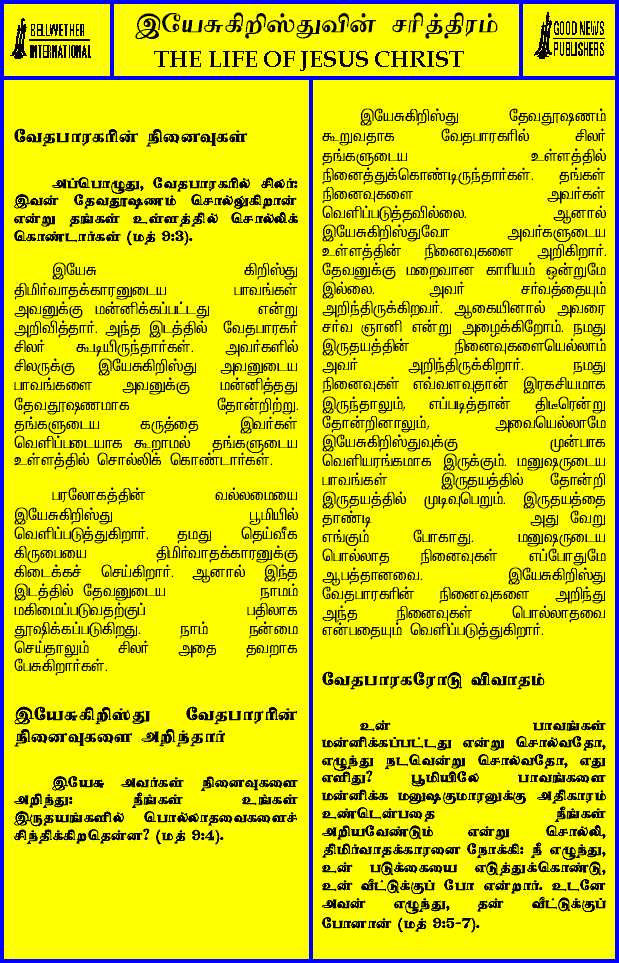 BELLWETHER
INTERNATIONAL
இயேசுகிறிஸ்துவின் சரித்திரம்
THE LIFE OF JESUS CHRIST
GOOD NEWS
PUBLISHERS
வேதபாரகரின் நினைவுகள்
அப்பொழுது, வேதபாரகரில் சிலர்:
இவன் தேவதூஷணம் சொல்லுகிறான்
என்று தங்கள் உள்ளத்தில் சொல்லிக்
கொண்டார்கள் (மத் 9:3).
இயேசு கிறிஸ்து
திமிர்வாதக்காரனுடைய பாவங்கள்
அவனுக்கு மன்னிக்கப்பட்டது என்று
அறிவித்தார். அந்த இடத்தில் வேதபாரகர்
சிலர் கூடியிருந்தார்கள். அவர்களில்
சிலருக்கு இயேசுகிறிஸ்து அவனுடைய
பாவங்களை அவனுக்கு மன்னித்தது
தேவதூஷணமாக தோன்றிற்று.
தங்களுடைய கருத்தை இவர்கள்
வெளிப்படையாக கூறாமல் தங்களுடைய
உள்ளத்தில் சொல்லிக் கொண்டார்கள்.
பரலோகத்தின் வல்லமையை
இயேசுகிறிஸ்து பூமியில்
வெளிப்படுத்துகிறார். தமது தெய்வீக
கிருபையை திமிர்வாதக்காரனுக்கு
கிடைக்கச் செய்கிறார். ஆனால் இந்த
இடத்தில் தேவனுடைய நாமம்
மகிமைப்படுவதற்குப் பதிலாக
தூஷிக்கப்படுகிறது. நாம் நன்மை
செய்தாலும் சிலர் அதை தவறாக
பேசுகிறார்கள்.
இயேசுகிறிஸ்து வேதபாரரின்
நினைவுகளை அறிந்தார்
இயேசு அவர்கள் நினைவுகளை
அறிந்து: நீங்கள் உங்கள்
இருதயங்களில் பொல்லாதவைகளைச்
சிந்திக்கிறதென்ன? (மத் 9:4).
இயேசுகிறிஸ்து தேவதூஷணம்
கூறுவதாக வேதபாரகரில் சிலர்
தங்களுடைய உள்ளத்தில்
நினைத்துக்கொண்டிருந்தார்கள். தங்கள்
நினைவுகளை அவர்கள்
வெளிப்படுத்தவில்லை. ஆனால்
இயேசுகிறிஸ்துவோ அவர்களுடைய
உள்ளத்தின் நினைவுகளை அறிகிறார்.
தேவனுக்கு மறைவான காரியம் ஒன்றுமே
இல்லை. அவர் சர்வத்தையும்
அறிந்திருக்கிறவர். ஆகையினால் அவரை
சர்வ ஞானி என்று அழைக்கிறோம். நமது
இருதயத்தின் நினைவுகளையெல்லாம்
அவர் அறிந்திருக்கிறார். நமது
நினைவுகள் எவ்வளவுதான் இரகசியமாக
இருந்தாலும், எப்படித்தான் திடீரென்று
தோன்றினாலும், அவையெல்லாமே
இயேசுகிறிஸ்துவுக்கு முன்பாக
வெளியரங்கமாக இருக்கும். மனுஷருடைய
பாவங்கள் இருதயத்தில் தோன்றி
இருதயத்தில் முடிவுபெறும். இருதயத்தை
தாண்டி அது வேறு
எங்கும் போகாது. மனுஷருடைய
பொல்லாத நினைவுகள் எப்போதுமே
ஆபத்தானவை. இயேசுகிறிஸ்து
வேதபாரகரின் நினைவுகளை அறிந்து
அந்த நினைவுகள் பொல்லாதவை
என்பதையும் வெளிப்படுத்துகிறார்.
வேதபாரகரோடு விவாதம்
உன் பாவங்கள்
மன்னிக்கப்பட்டது என்று சொல்வதோ,
எழுந்து நடவென்று சொல்வதோ, எது
எளிது? பூமியிலே பாவங்களை
மன்னிக்க மனுஷகுமாரனுக்கு அதிகாரம்
உண்டென்பதை நீங்கள்
அறியவேண்டும் என்று சொல்லி,
திமிர்வாதக்காரனை நோக்கி: நீ எழுந்து,
உன் படுக்கையை எடுத்துக்கொண்டு,
உன் வீட்டுக்குப் போ என்றார். உடனே
அவன் எழுந்து, தன் வீட்டுக்குப்
போனான் (மத் 9:5-7).